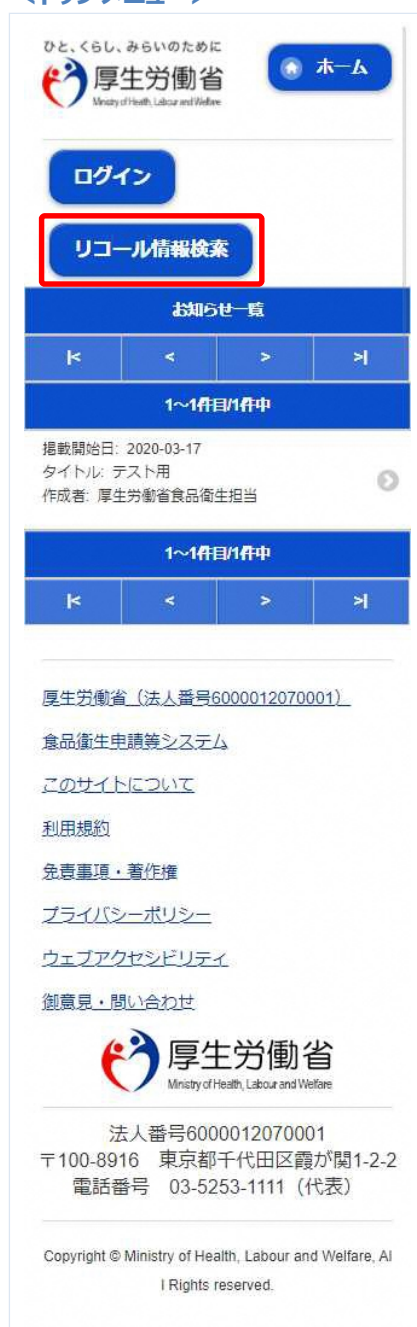 ひと、くらし、みらいのために
厚生労働省
Ministry of Health, Labour and Welfare
ホーム
ログイン
リコール情報検索
お知らせ一覧
|<
<
>
>|
1～1件目/1件中
掲載開始日: 2020-03-17
タイトル: テスト用
作成者: 厚生労働省食品衛生担当
1～1件目/1件中
|<
<
>
>|
厚生労働省（法人番号6000012070001）
食品衛生申請等システム
このサイトについて
利用規約
免責事項・著作権
プライバシーポリシー
ウェブアクセシビリティ
御意見・問い合わせ
厚生労働省
Ministry of Health, Labour and Welfare
法人番号6000012070001
〒100-8916　東京都千代田区霞が関1-2-2
電話番号　03-5253-1111（代表）
Copyright © Ministry of Health, Labour and Welfare, Al
l Rights reserved.